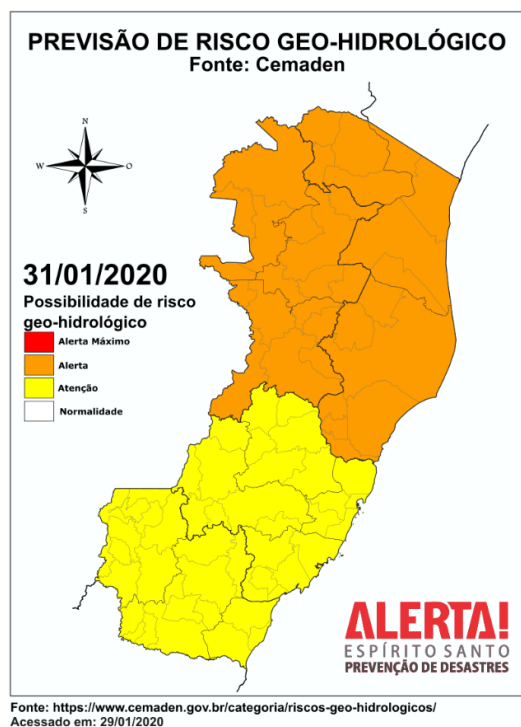 PREVISÃO DE RISCO GEO-HIDROLÓGICO
Fonte: Cemaden
N
W
O
S
31/01/2020
Possibilidade de risco
geo-hidrológico
Alerta Máximo
Alerta
Atenção
Normalidade
ALERTA!
ESPÍRITO SANTO
PREVENÇÃO DE DESASTRES
Fonte: https://www.cemaden.gov.br/categoria/riscos-geo-hidrologicos/
Acessado em: 29/01/2020